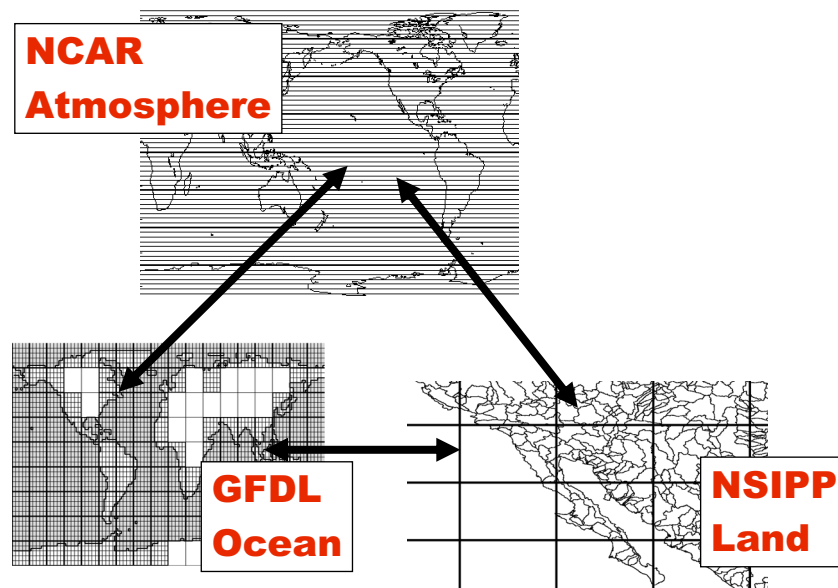 NCAR
Atmosphere
GFDL
Ocean
NSIPP
Land